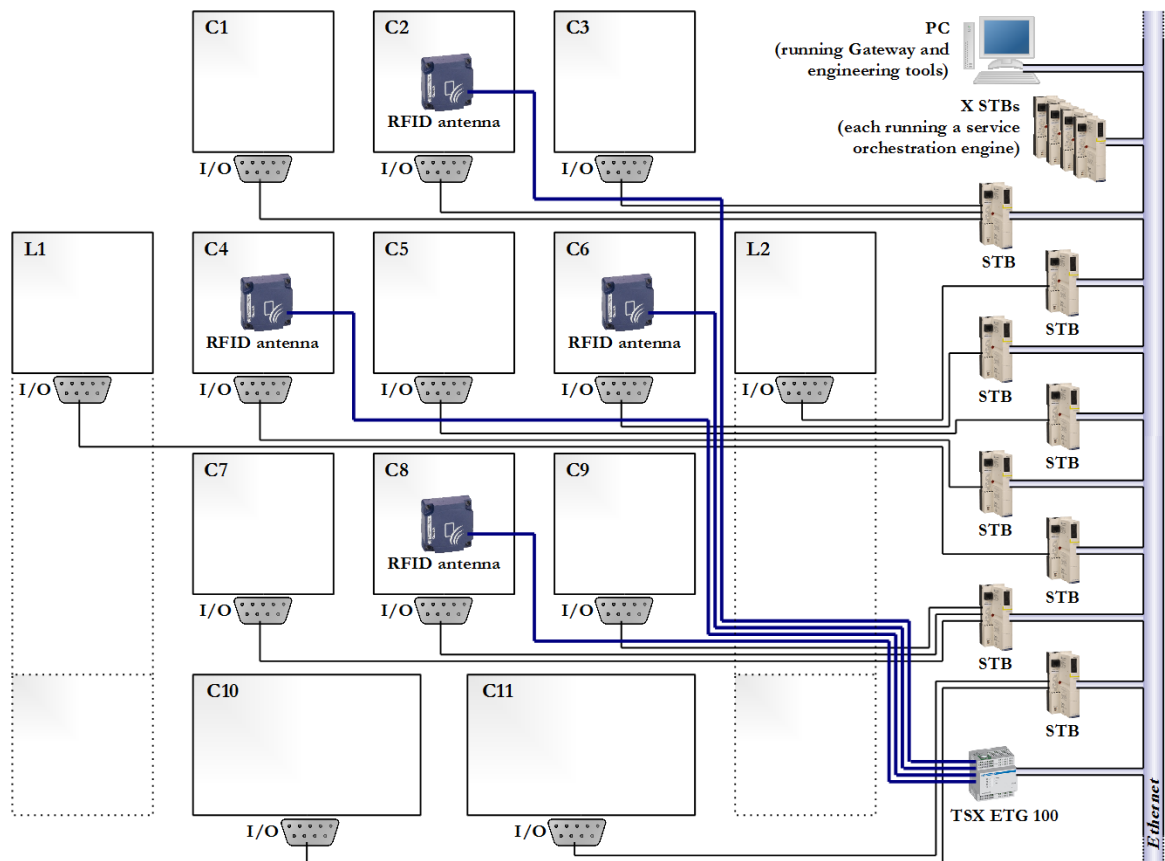 C1
C2
C3
PC
(running Gateway and
engineering tools)
RFID antenna
X STBs
(each running a service
orchestration engine)
I/O
I/O
I/O
STB
L1
C4
C5
C6
L2
RFID antenna
RFID antenna
STB
I/O
I/O
I/O
I/O
I/O
STB
STB
C7
C8
C9
STB
RFID antenna
STB
I/O
I/O
I/O
STB
C10
C11
STB
TSX ETG 100
I/O
I/O
Ethernet